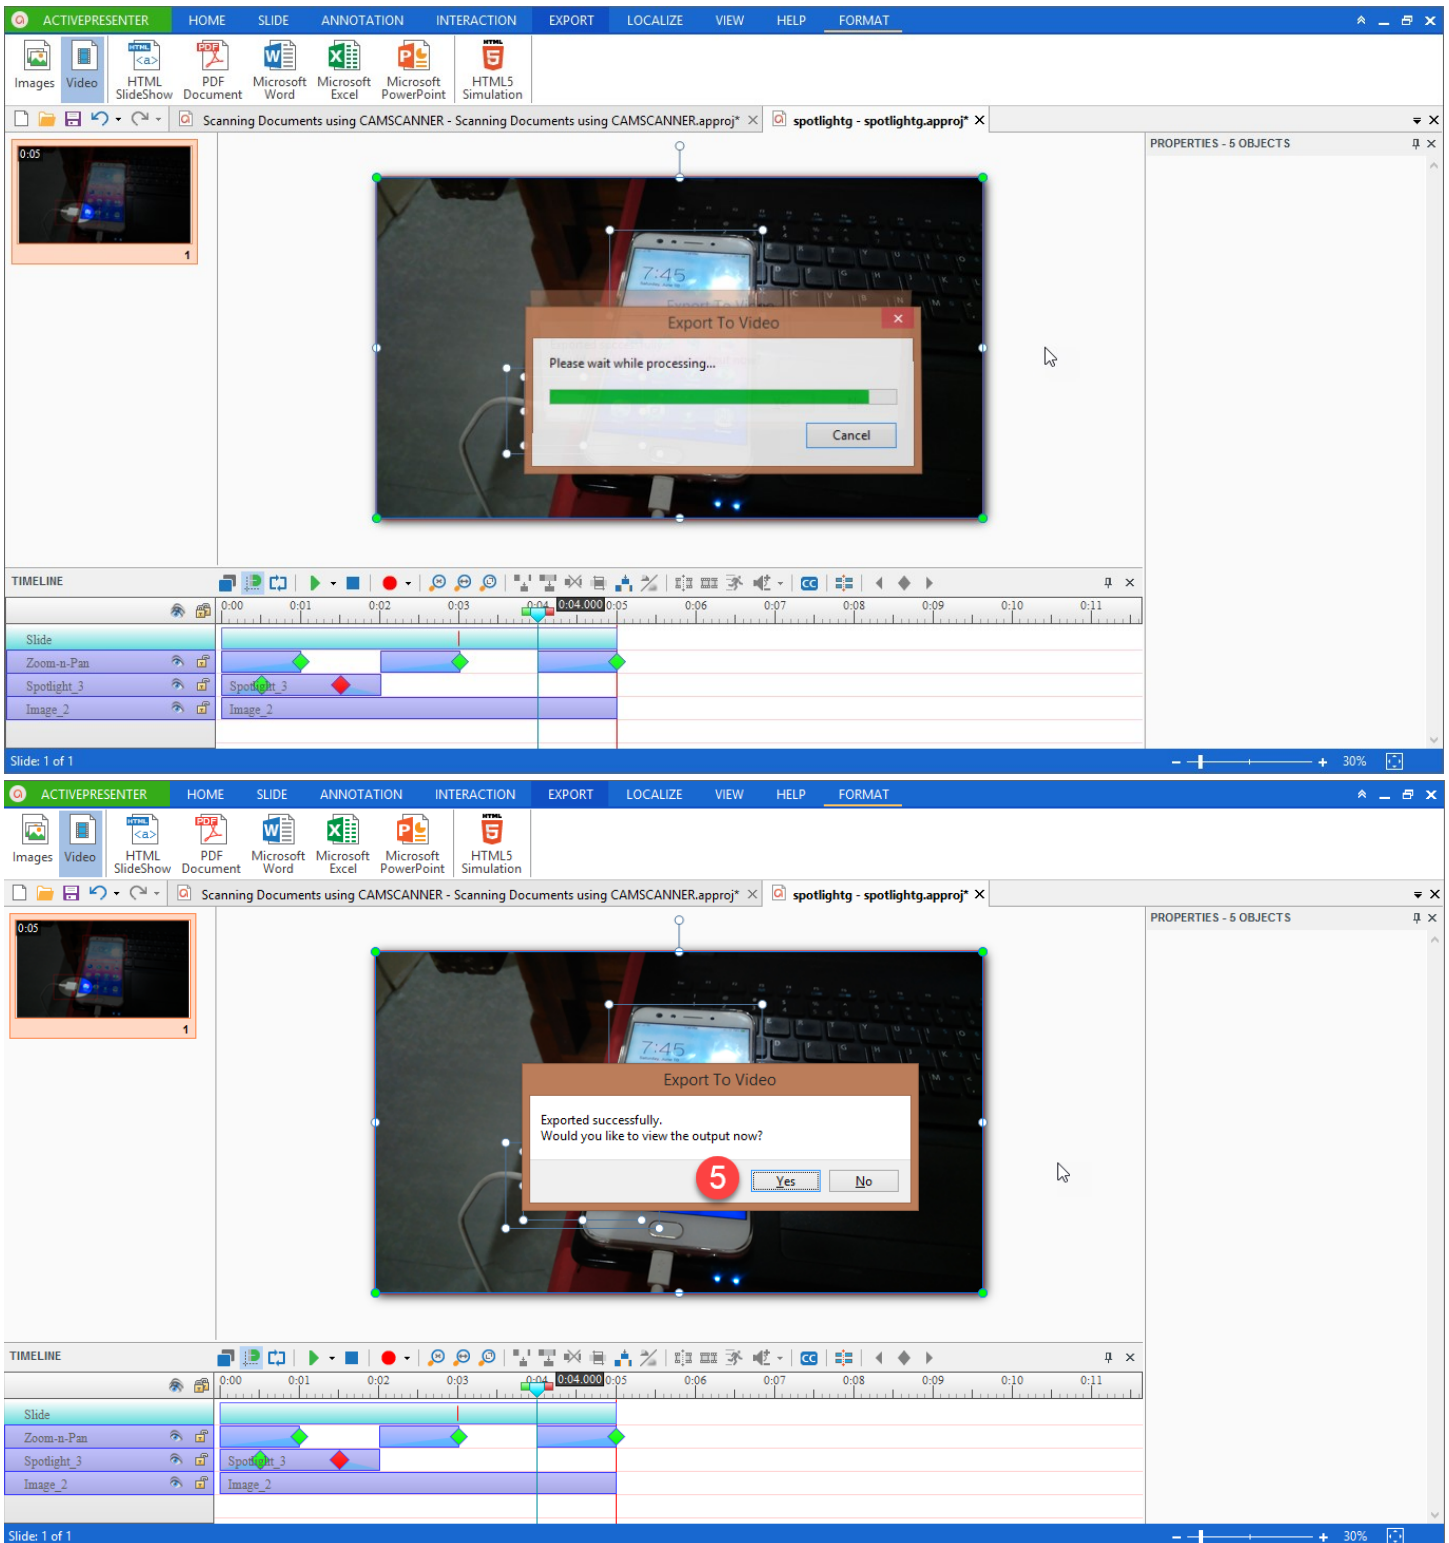 ACTIVEPRESENTER HOME SLIDE ANNOTATION INTERACTION EXPORT LOCALIZE VIEW HELP FORMAT
Images Video HTML SlideShow PDF Document Microsoft Word Microsoft Excel Microsoft PowerPoint HTML5 Simulation
Scanning Documents using CAMSCANNER - Scanning Documents using CAMSCANNER.approj* spotlightg - spotlightg.approj*
PROPERTIES - 5 OBJECTS
0:05
1
7:45
Export To Video
Please wait while processing...
Cancel
TIMELINE
0:00 0:01 0:02 0:03 0:04 0:04.000 0:05 0:06 0:07 0:08 0:09 0:10 0:11
Slide
Zoom-n-Pan
Spotlight_3 Spotlight_3
Image_2 Image_2
Slide: 1 of 1 30%
ACTIVEPRESENTER HOME SLIDE ANNOTATION INTERACTION EXPORT LOCALIZE VIEW HELP FORMAT
Images Video HTML SlideShow PDF Document Microsoft Word Microsoft Excel Microsoft PowerPoint HTML5 Simulation
Scanning Documents using CAMSCANNER - Scanning Documents using CAMSCANNER.approj* spotlightg - spotlightg.approj*
PROPERTIES - 5 OBJECTS
0:05
1
7:45
Export To Video
Exported successfully.
Would you like to view the output now?
5 Yes No
TIMELINE
0:00 0:01 0:02 0:03 0:04 0:04.000 0:05 0:06 0:07 0:08 0:09 0:10 0:11
Slide
Zoom-n-Pan
Spotlight_3 Spotlight_3
Image_2 Image_2
Slide: 1 of 1 30%